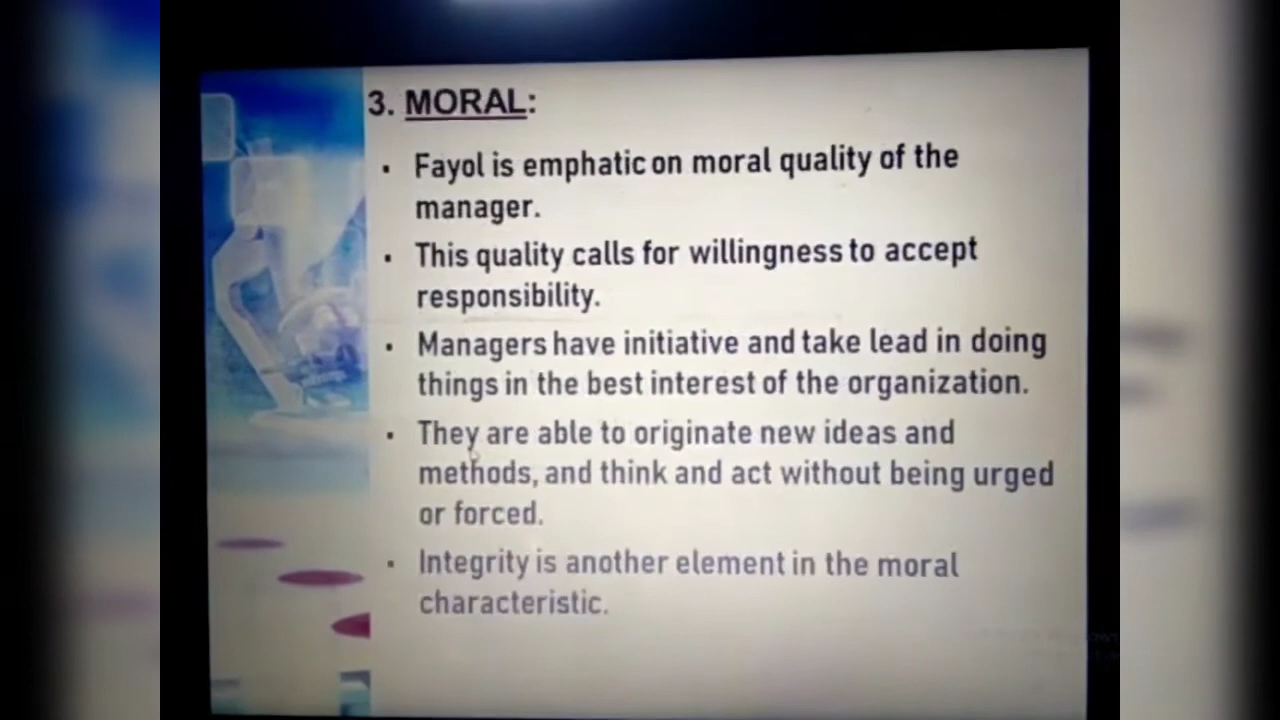 3. MORAL:
▪ Fayol is emphatic on moral quality of the
manager.
▪ This quality calls for willingness to accept
responsibility.
▪ Managers have initiative and take lead in doing
things in the best interest of the organization.
▪ They are able to originate new ideas and
methods, and think and act without being urged
or forced.
▪ Integrity is another element in the moral
characteristic.